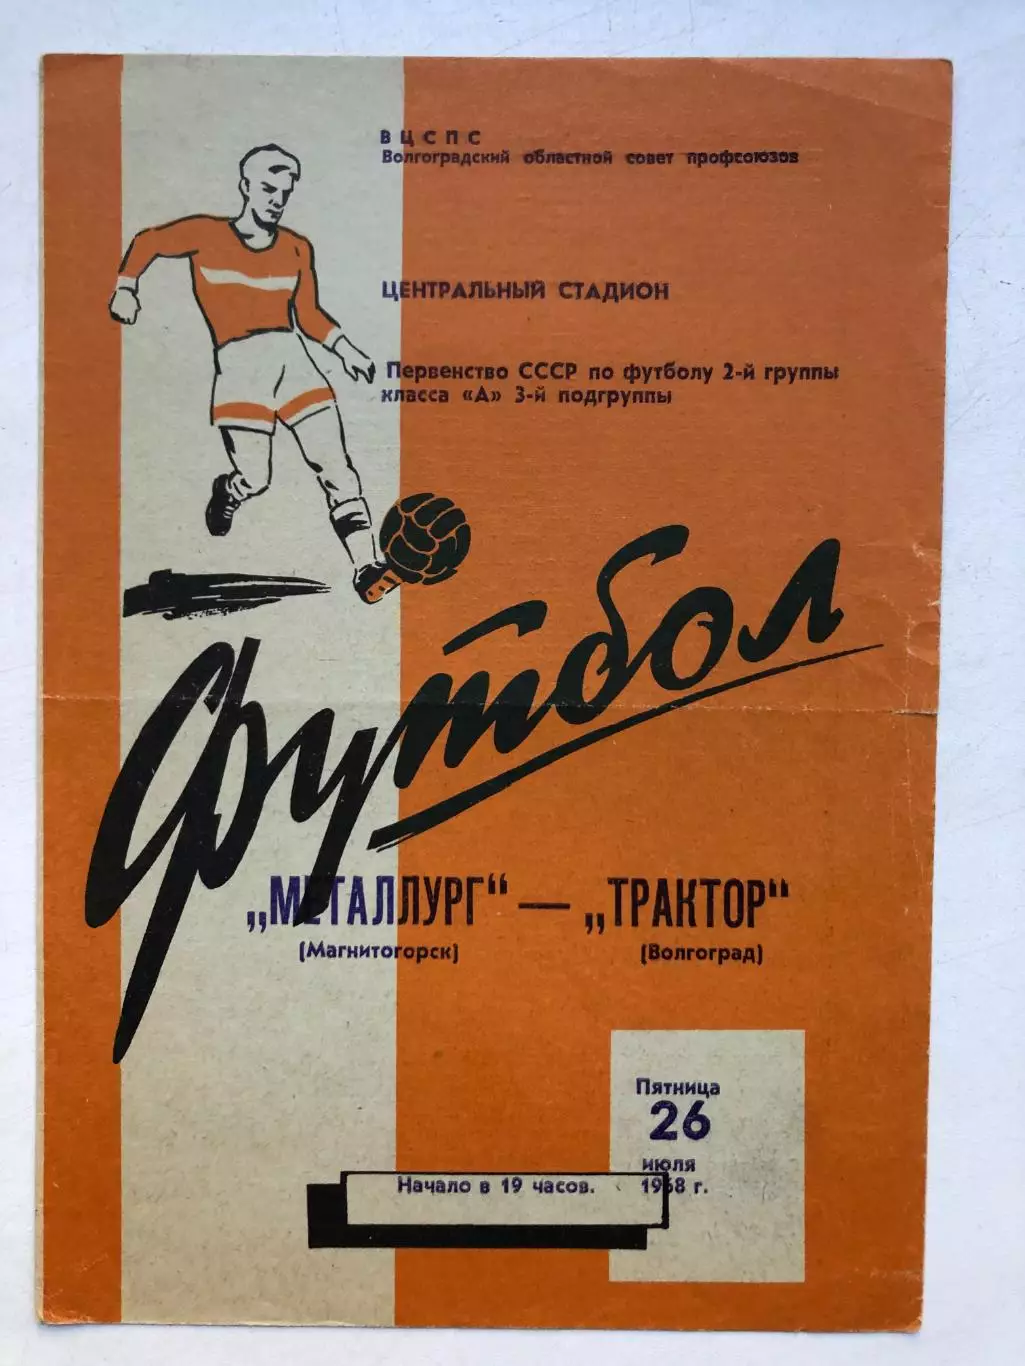 ВЦСПС
Волгоградский областной совет профсоюзов
ЦЕНТРАЛЬНЫЙ СТАДИОН
Первенство СССР по футболу 2-й группы
класса «А» 3-й подгруппы
Футбол
„МЕТАЛЛУРГ“ — „ТРАКТОР“
(Магнитогорск) (Волгоград)
Пятница
26
июля
1968 г.
Начало в 19 часов.